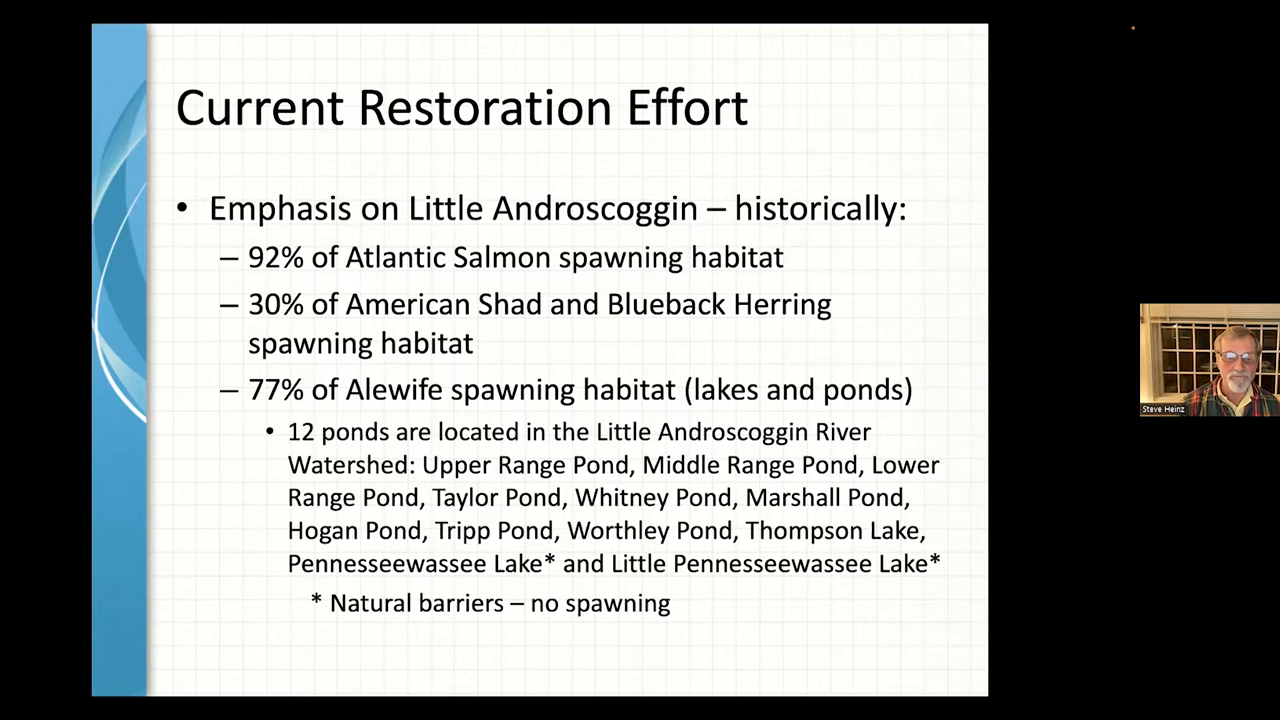 Current Restoration Effort
• Emphasis on Little Androscoggin – historically:
– 92% of Atlantic Salmon spawning habitat
– 30% of American Shad and Blueback Herring
spawning habitat
– 77% of Alewife spawning habitat (lakes and ponds)
• 12 ponds are located in the Little Androscoggin River
Watershed: Upper Range Pond, Middle Range Pond, Lower
Range Pond, Taylor Pond, Whitney Pond, Marshall Pond,
Hogan Pond, Tripp Pond, Worthley Pond, Thompson Lake,
Pennesseewassee Lake* and Little Pennesseewassee Lake*
* Natural barriers – no spawning
Steve Heinz